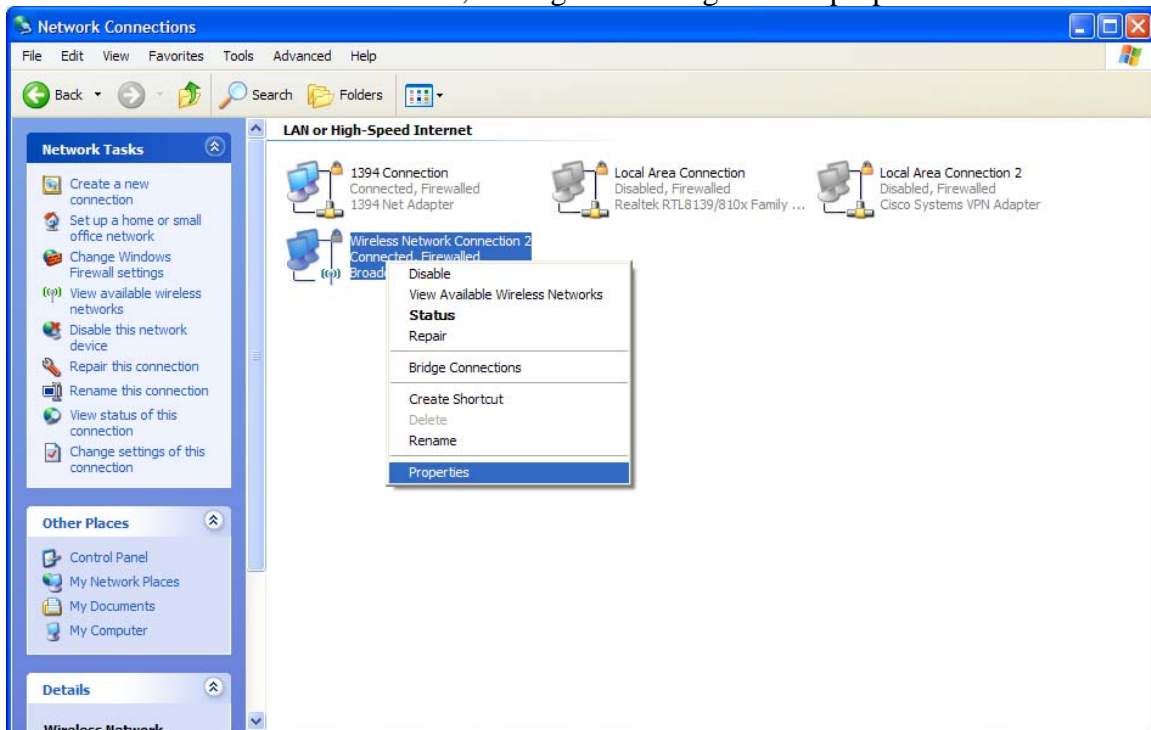 Network Connections
File Edit View Favorites Tools Advanced Help
Back Search Folders
Network Tasks
Create a new
connection
Set up a home or small
office network
Change Windows
Firewall settings
View available wireless
networks
Disable this network
device
Repair this connection
Rename this connection
View status of this
connection
Change settings of this
connection
Other Places
Control Panel
My Network Places
My Documents
My Computer
Details
Wireless Network
LAN or High-Speed Internet
1394 Connection
Connected, Firewalled
1394 Net Adapter
Local Area Connection
Disabled, Firewalled
Realtek RTL8139/810x Family ...
Local Area Connection 2
Disabled, Firewalled
Cisco Systems VPN Adapter
Wireless Network Connection 2
Connected, Firewalled
Disable
View Available Wireless Networks
Status
Repair
Bridge Connections
Create Shortcut
Delete
Rename
Properties